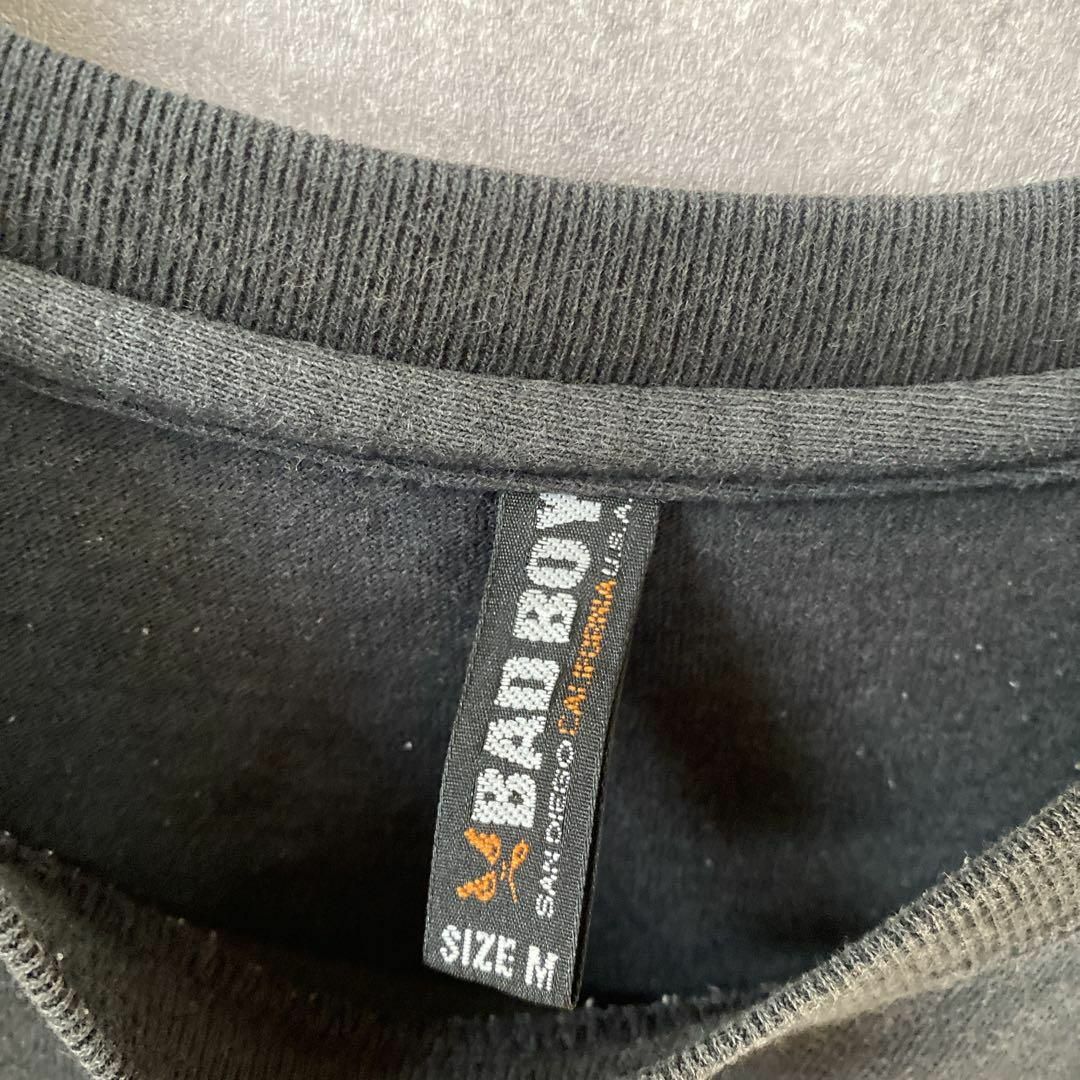 BAD BOY
SAN DIEGO CALIFORNIA U.S.A.
SIZE M